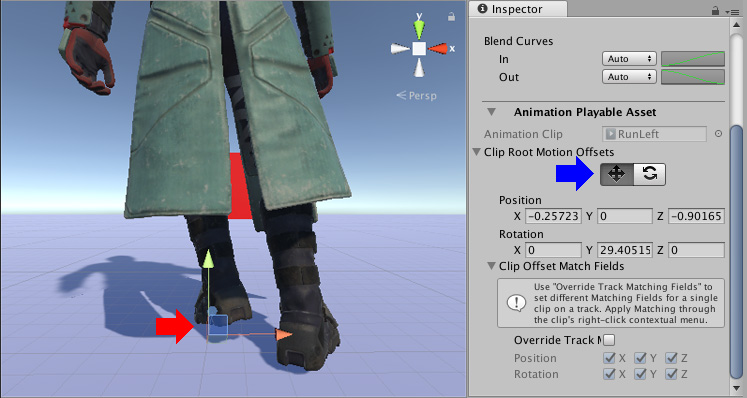 y
x
Persp
Inspector
Blend Curves
In Auto
Out Auto
Animation Playable Asset
Animation Clip RunLeft
Clip Root Motion Offsets
Position
X -0.25723 Y 0 Z -0.90165
Rotation
X 0 Y 29.40515 Z 0
Clip Offset Match Fields
Use "Override Track Matching Fields" to
set different Matching Fields for a single
clip on a track. Apply Matching through
the clip's right-click contextual menu.
Override Track M
Position X Y Z
Rotation X Y Z